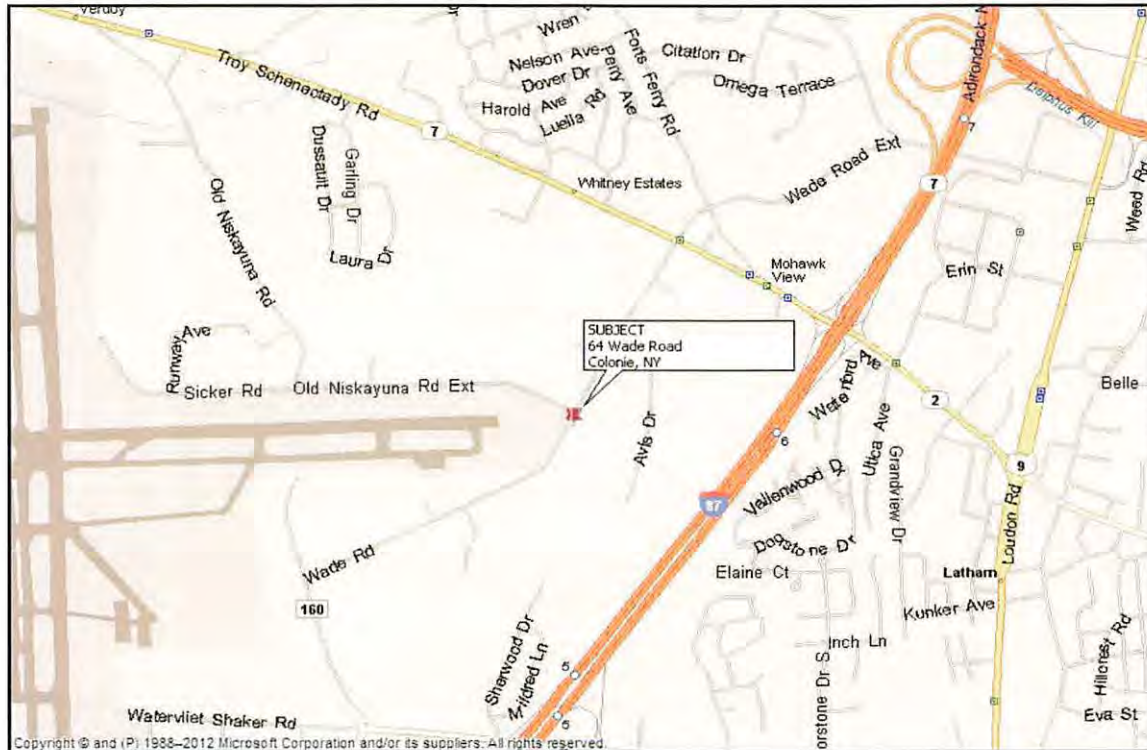 Verdoy
Wren
Nelson Ave
Dover Dr
Harold Ave
Luella Rd
Perry Ave
Forts Ferry Rd
Citation Dr
Omega Terrace
Adirondack
Delphus Kill
7
Troy Schenactady Rd
7
Dussault Dr
Garling Dr
Laura Dr
Old Niskayuna Rd
Whitney Estates
Wade Road Ext
7
Weed Rd
Mohawk
View
Erin St
SUBJECT
64 Wade Road
Colonie, NY
Runway Ave
Sicker Rd
Old Niskayuna Rd Ext
Avis Dr
Waterford Ave
Utica Ave
2
Belle
6
9
Grandview Dr
Loudon Rd
87
Dogstone Dr
Elaine Ct
Latham
Kunker Ave
Wade Rd
160
Inch Ln
Sherwood Dr
Mildred Ln
5
5
orstone Dr S
Hillcrest Rd
Eva St
Watervliet Shaker Rd
Copyright © and (P) 1988–2012 Microsoft Corporation and/or its suppliers. All rights reserved.